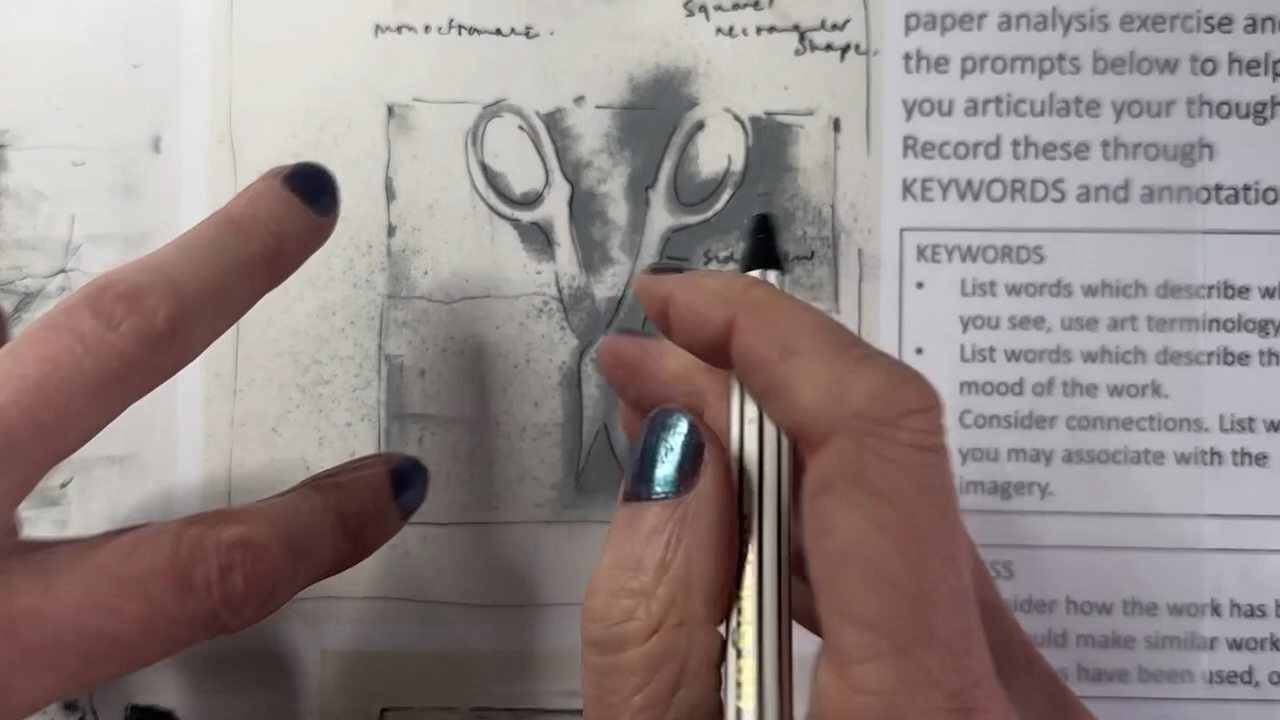 monochromatic.
square/
rectangular
shape.
paper analysis exercise an
the prompts below to help
you articulate your though
Record these through
KEYWORDS and annotatio
KEYWORDS
• List words which describe w
you see, use art terminology
• List words which describe th
mood of the work.
Consider connections. List w
you may associate with the
imagery.
SS
ider how the work has b
uld make similar work
s have been used, o